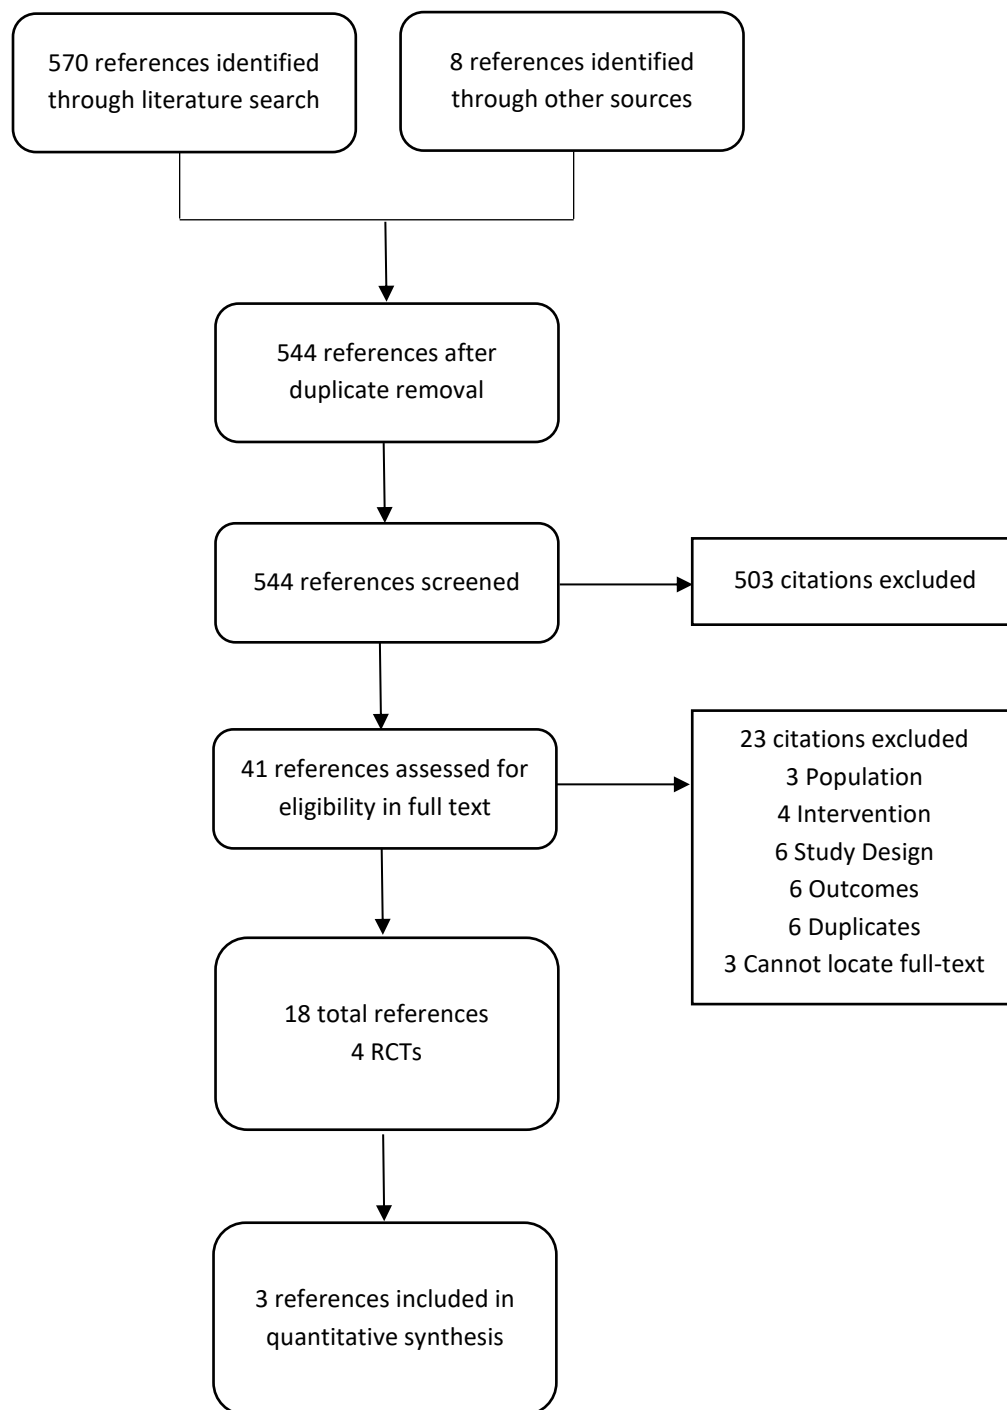 570 references identified
through literature search
8 references identified
through other sources
544 references after
duplicate removal
544 references screened
503 citations excluded
41 references assessed for
eligibility in full text
23 citations excluded
3 Population
4 Intervention
6 Study Design
6 Outcomes
6 Duplicates
3 Cannot locate full-text
18 total references
4 RCTs
3 references included in
quantitative synthesis